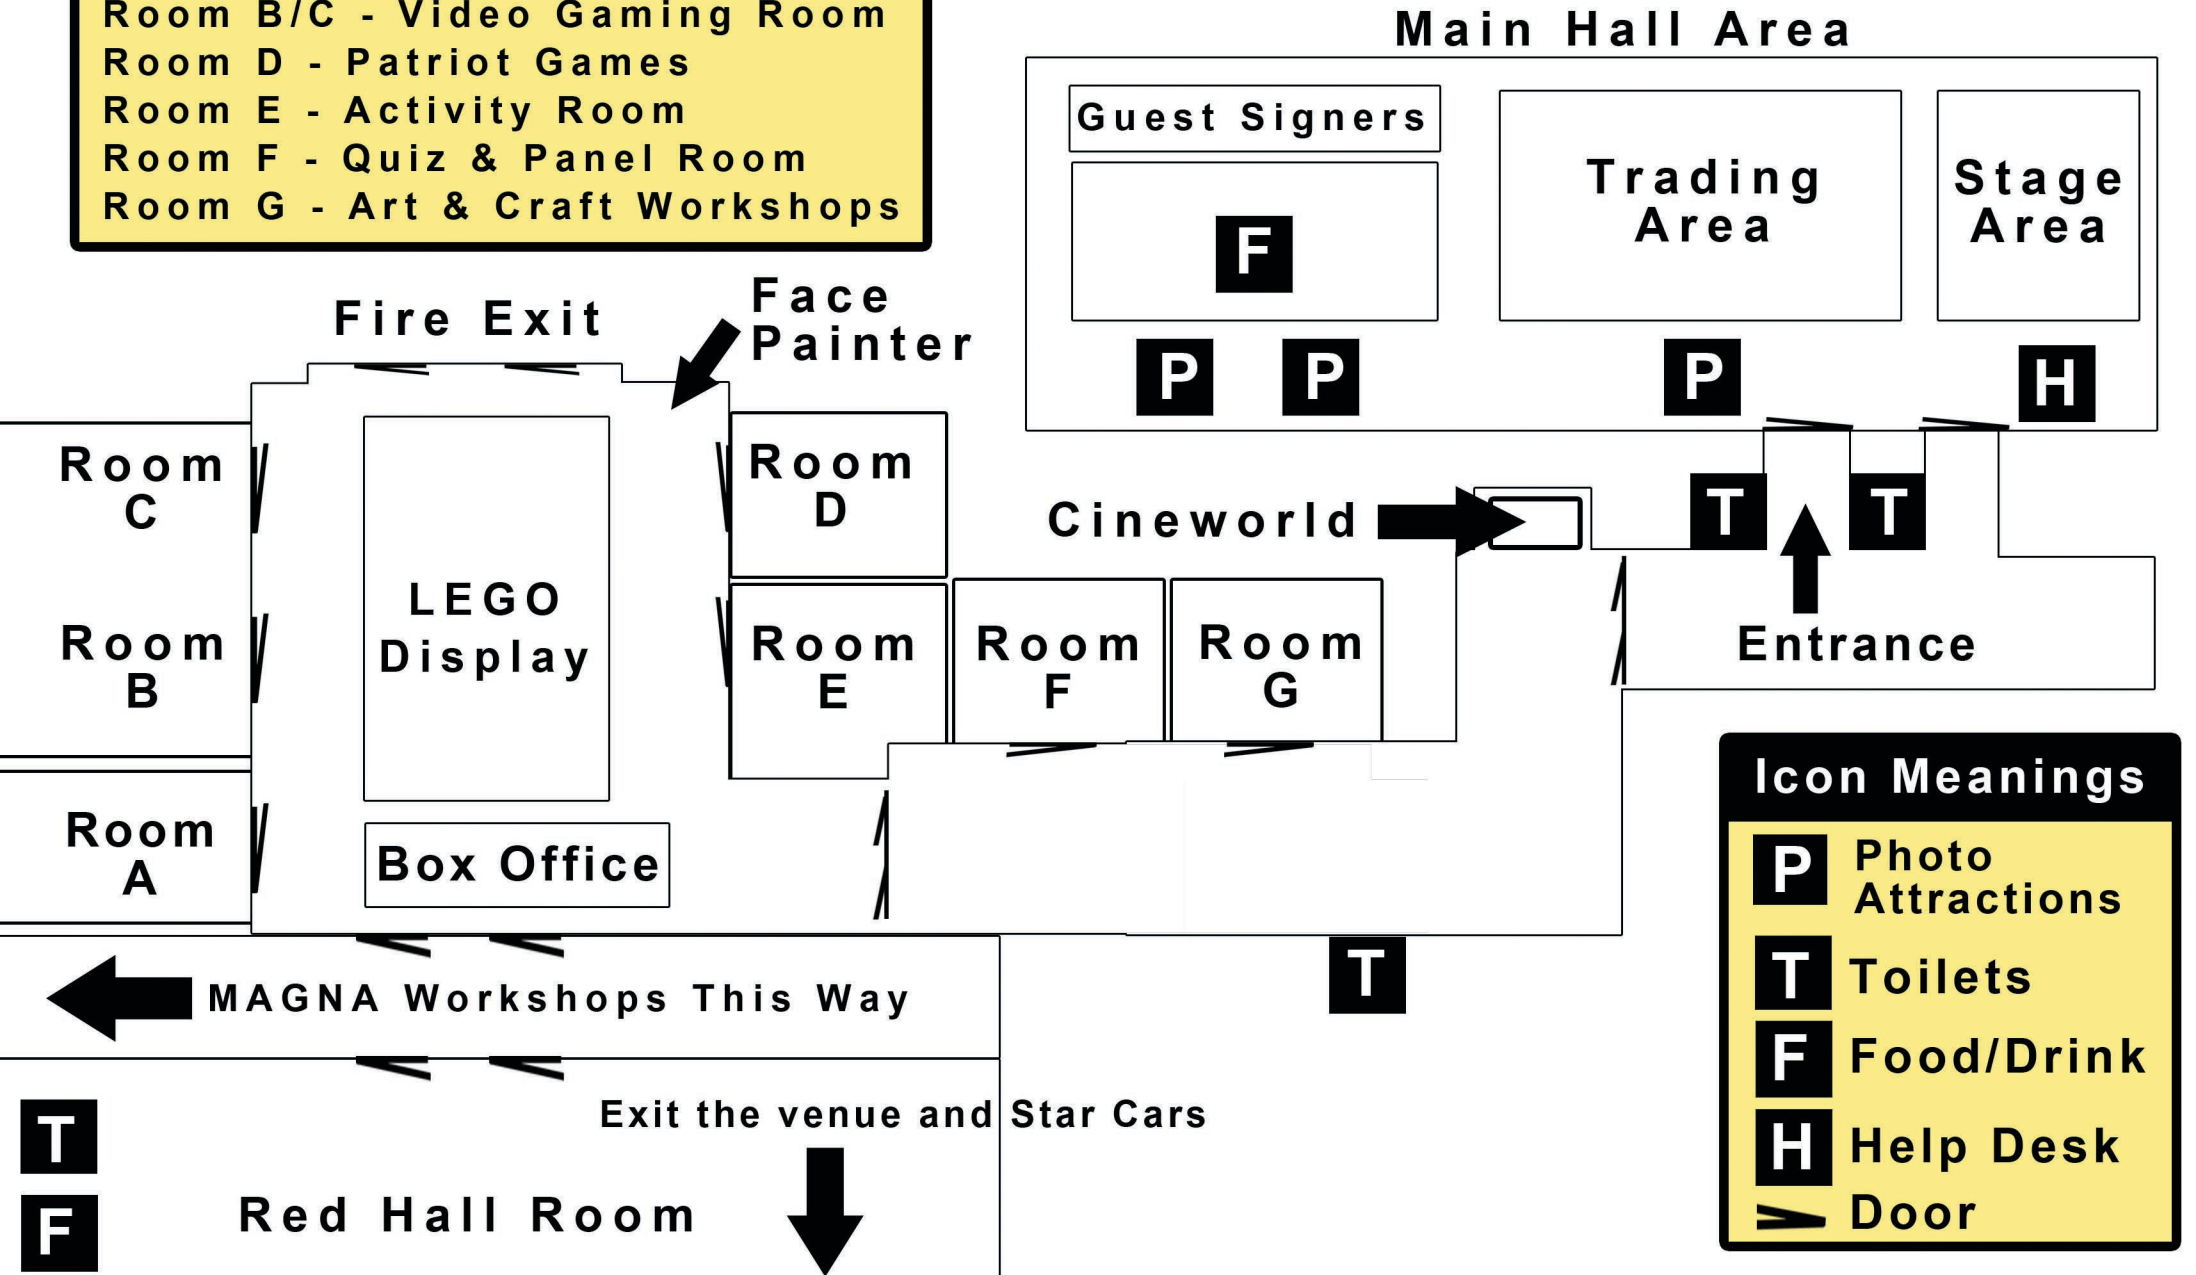 Room B/C - Video Gaming Room
Room D - Patriot Games
Room E - Activity Room
Room F - Quiz & Panel Room
Room G - Art & Craft Workshops
Main Hall Area
Guest Signers
F
Trading
Area
Stage
Area
P
P
P
H
Fire Exit
Face
Painter
Room
C
Room
B
Room
A
LEGO
Display
Box Office
Room
D
Room
E
Room
F
Room
G
Cineworld
T
T
Entrance
T
MAGNA Workshops This Way
Exit the venue and Star Cars
T
F
Red Hall Room
Icon Meanings
P Photo
Attractions
T Toilets
F Food/Drink
H Help Desk
Door